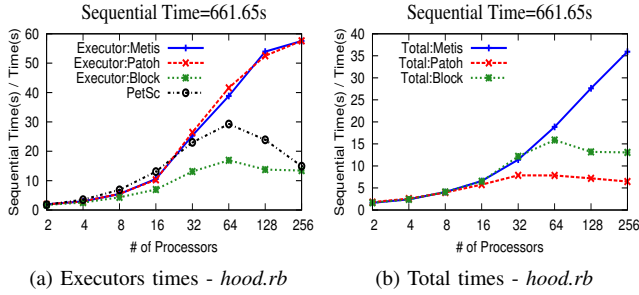 Sequential Time=661.65s
Sequential Time(s) / Time(s)
60
50
40
30
20
10
0
Executor:Metis
Executor:Patoh
Executor:Block
PetSc
2 4 8 16 32 64 128 256
# of Processors
(a) Executors times - hood.rb
Sequential Time=661.65s
Sequential Time(s) / Time(s)
40
35
30
25
20
15
10
5
0
Total:Metis
Total:Patoh
Total:Block
2 4 8 16 32 64 128 256
# of Processors
(b) Total times - hood.rb